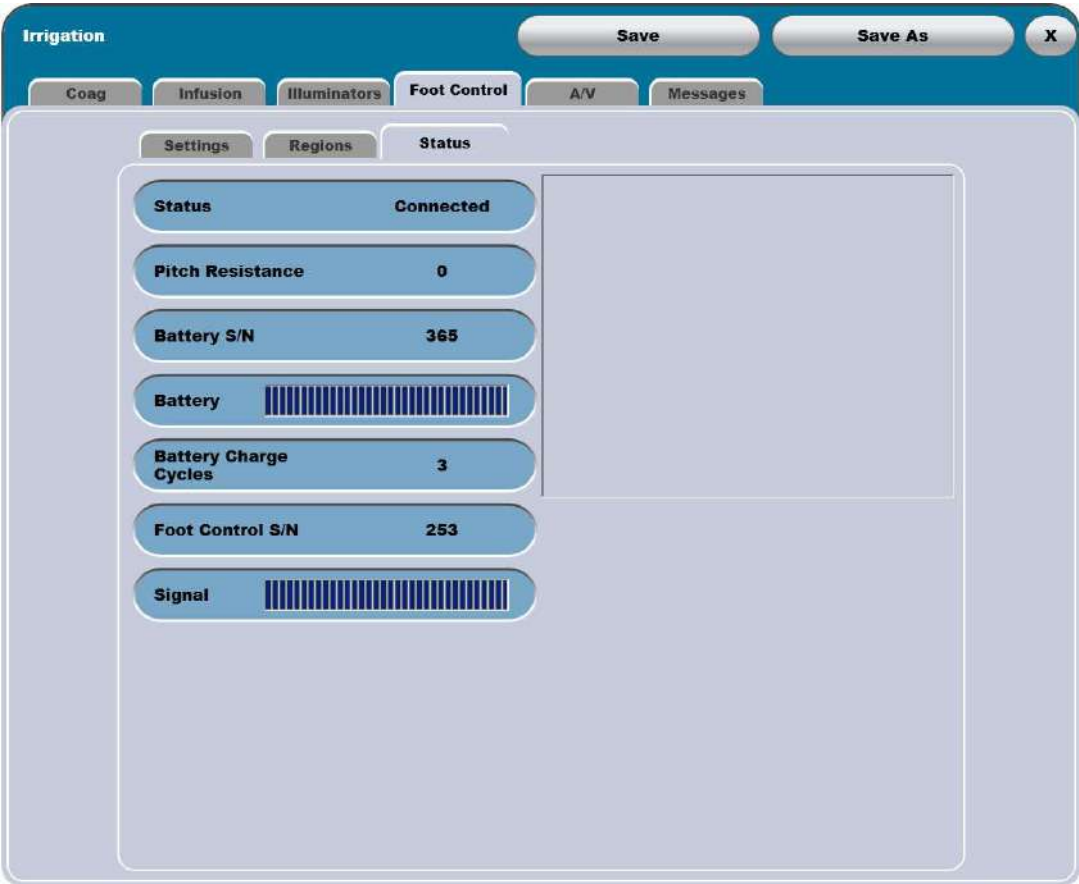 Irrigation Save Save As X
Coag Infusion Illuminators Foot Control A/V Messages
Settings Regions Status
Status Connected
Pitch Resistance 0
Battery S/N 365
Battery
Battery Charge
Cycles 3
Foot Control S/N 253
Signal